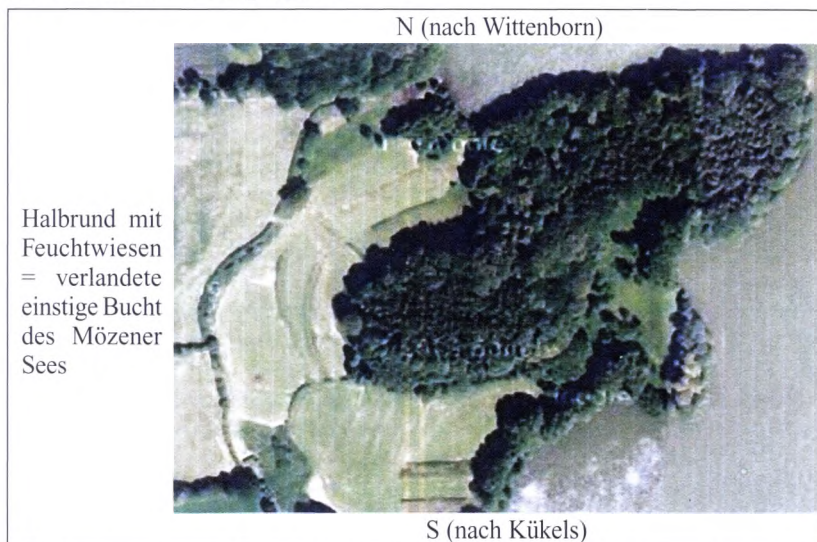 N (nach Wittenborn)
Halbrund mit
Feuchtwiesen
= verlandete
einstige Bucht
des Mözener
Sees
S (nach Kükels)